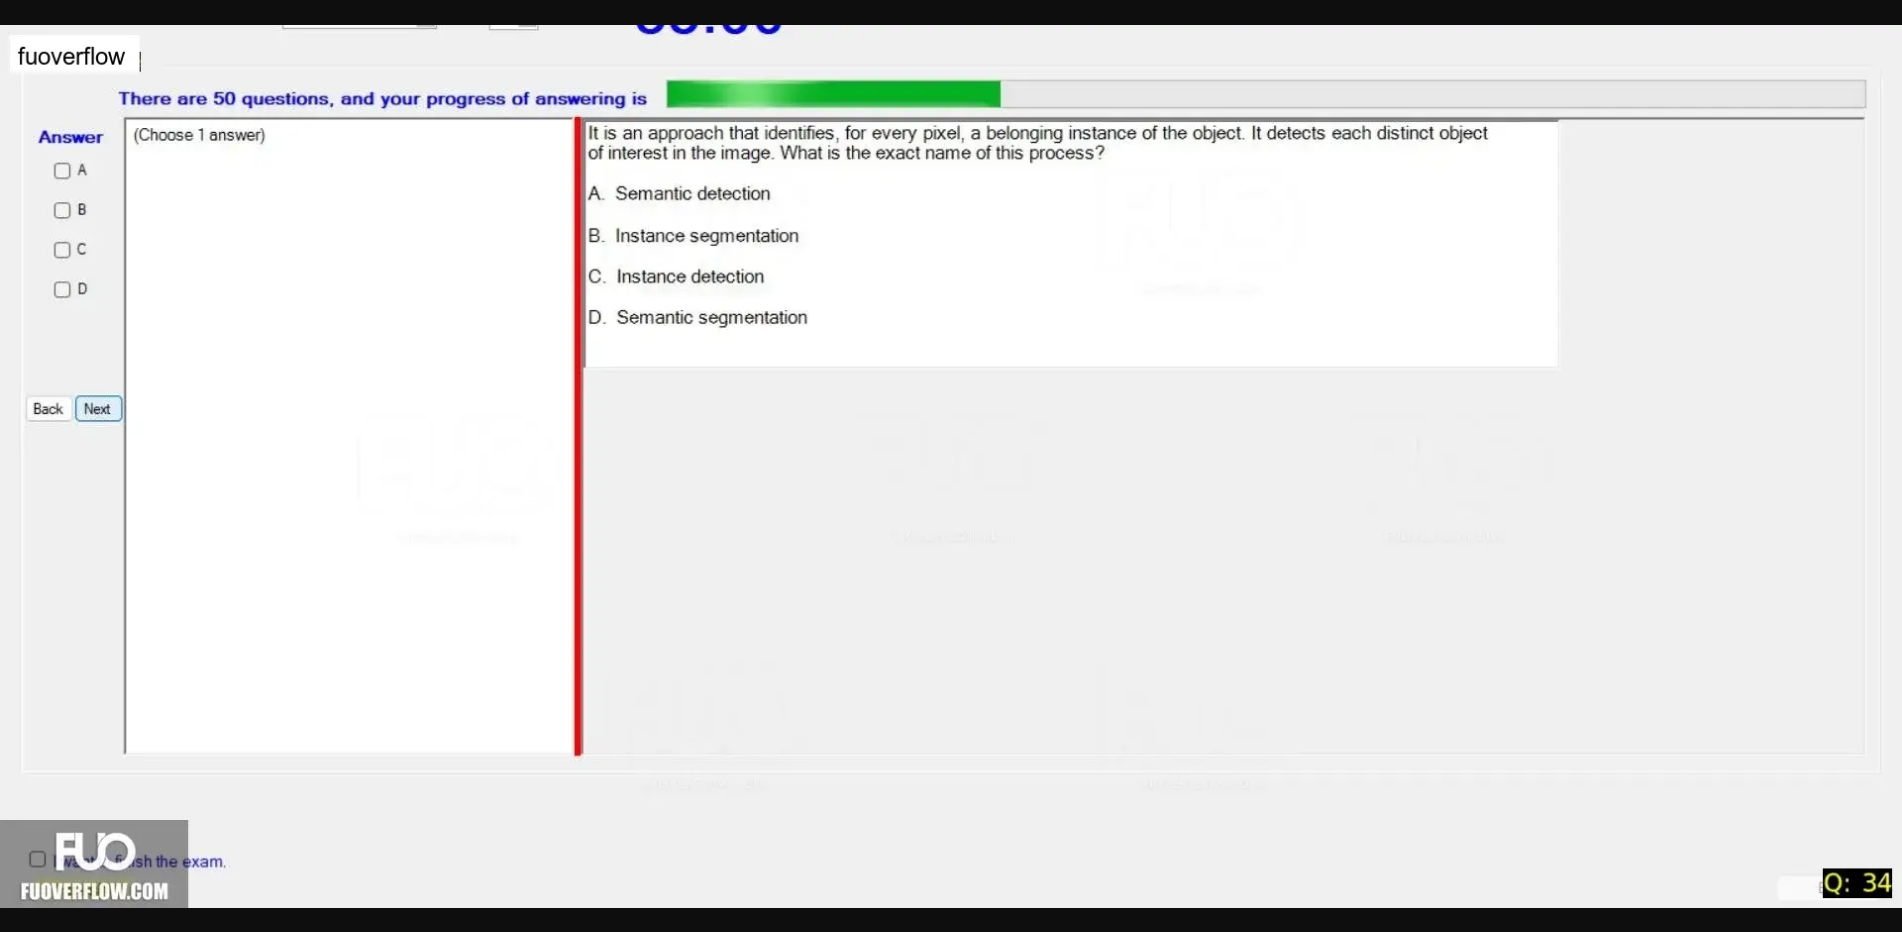 fuoverflow
There are 50 questions, and your progress of answering is
Answer
(Choose 1 answer)
A
B
C
D
Back Next
It is an approach that identifies, for every pixel, a belonging instance of the object. It detects each distinct object
of interest in the image. What is the exact name of this process?
A. Semantic detection
B. Instance segmentation
C. Instance detection
D. Semantic segmentation
FUO
sh the exam.
FUOVERFLOW.COM
Q: 34